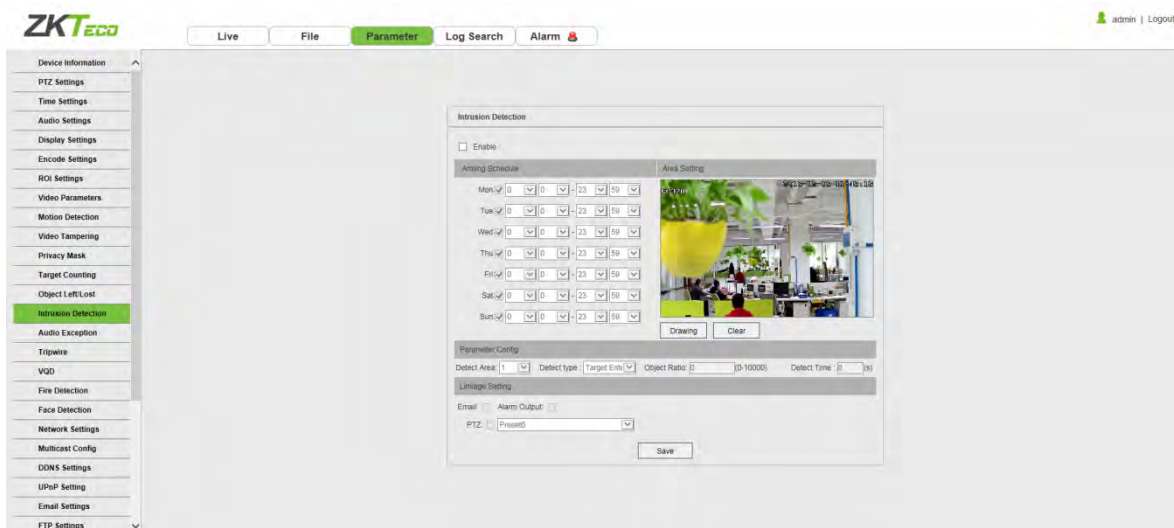 ZKTECO
admin | Logout
Live File Parameter Log Search Alarm
Device Information
PTZ Settings
Time Settings
Audio Settings
Display Settings
Encode Settings
ROI Settings
Video Parameters
Motion Detection
Video Tampering
Privacy Mask
Target Counting
Object Left/Lost
Intrusion Detection
Audio Exception
Tripwire
VQD
Fire Detection
Face Detection
Network Settings
Multicast Config
DDNS Settings
UPnP Setting
Email Settings
FTP Settings
Intrusion Detection
Enable
Arming Schedule Area Setting
Mon 0 0 - 23 59
Tue 0 0 - 23 59
Wed 0 0 - 23 59
Thu 0 0 - 23 59
Fri 0 0 - 23 59
Sat 0 0 - 23 59
Sun 0 0 - 23 59
Drawing Clear
Parameter Config
Detect Area: 1 Detect type : Target Ente Object Ratio: 0 (0-10000) Detect Time : 0 (s)
Linkage Setting
Email Alarm Output:
PTZ: Preset0
Save